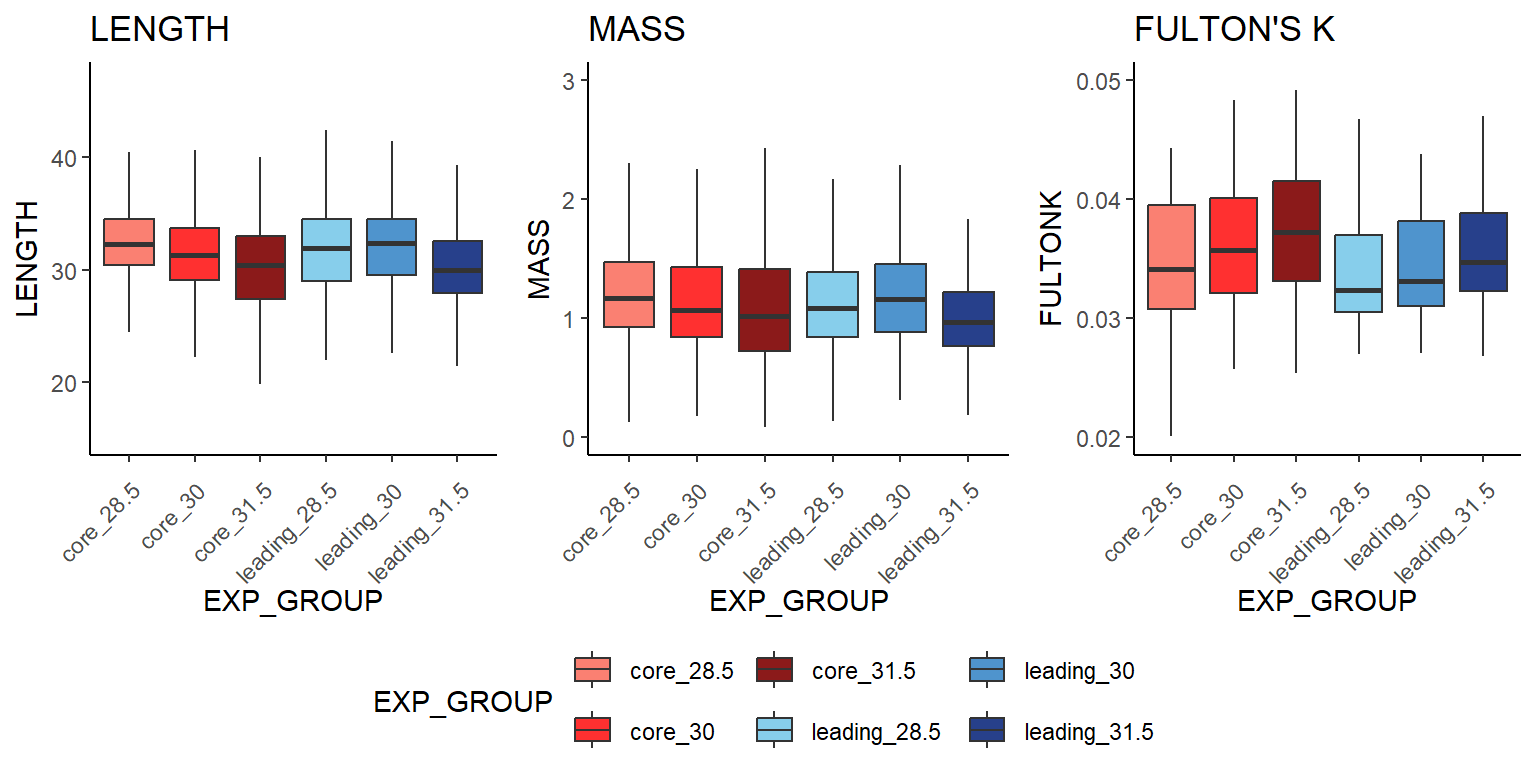 LENGTH
LENGTH
40
30
20
core_28.5
core_30
core_31.5
leading_28.5
leading_30
leading_31.5
EXP_GROUP
MASS
MASS
3
2
1
0
core_28.5
core_30
core_31.5
leading_28.5
leading_30
leading_31.5
EXP_GROUP
FULTON'S K
FULTONK
0.05
0.04
0.03
0.02
core_28.5
core_30
core_31.5
leading_28.5
leading_30
leading_31.5
EXP_GROUP
EXP_GROUP
core_28.5
core_30
core_31.5
leading_28.5
leading_30
leading_31.5